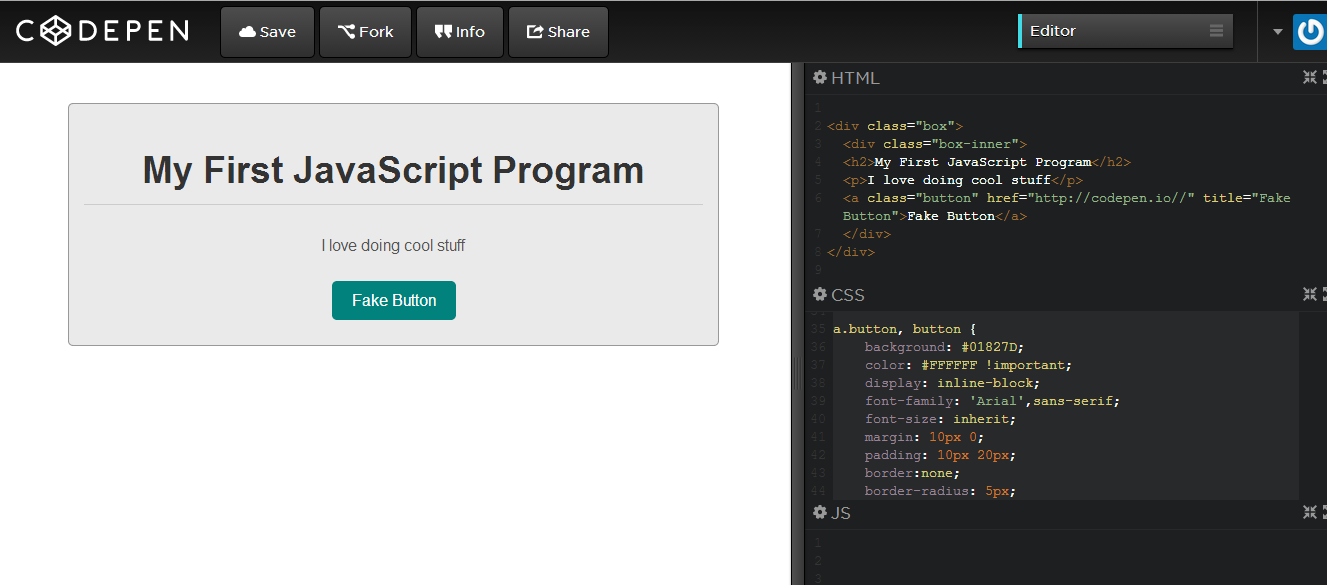 CODEPEN
Save
Fork
Info
Share
Editor
My First JavaScript Program
I love doing cool stuff
Fake Button
HTML
1
2 <div class="box">
3 <div class="box-inner">
4 <h2>My First JavaScript Program</h2>
5 <p>I love doing cool stuff</p>
6 <a class="button" href="http://codepen.io//" title="Fake
Button">Fake Button</a>
7 </div>
8 </div>
9
CSS
35 a.button, button {
36 background: #01827D;
37 color: #FFFFFF !important;
38 display: inline-block;
39 font-family: 'Arial',sans-serif;
40 font-size: inherit;
41 margin: 10px 0;
42 padding: 10px 20px;
43 border:none;
44 border-radius: 5px;
JS
1
2
3